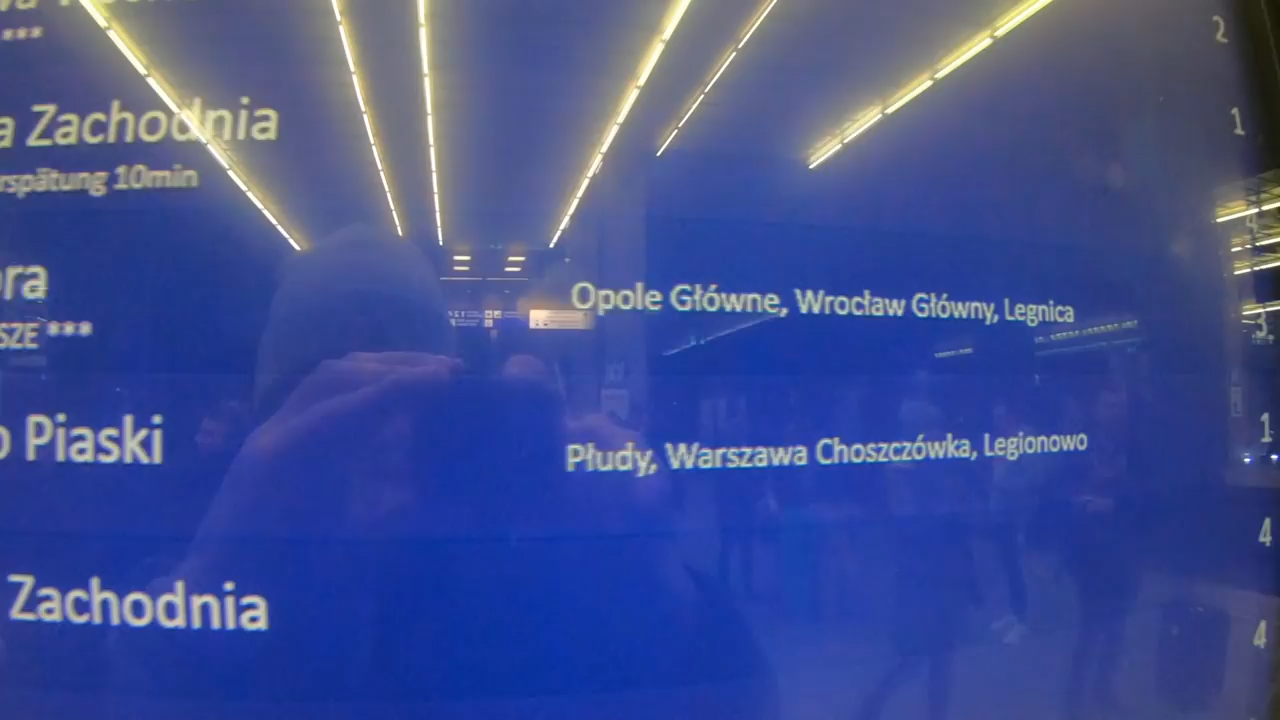 ***
2
a Zachodnia
1
rspätung 10min
ora
Opole Główne, Wrocław Główny, Legnica
3
SZE ***
o Piaski
Płudy, Warszawa Choszczówka, Legionowo
1
4
Zachodnia
4